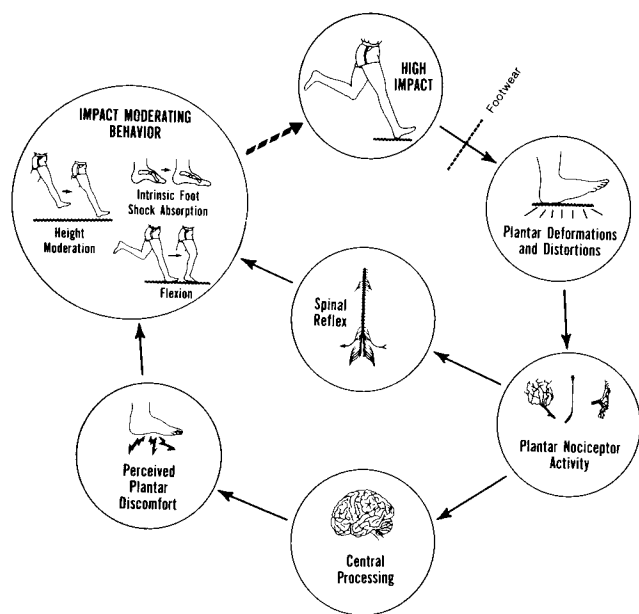 IMPACT MODERATING
BEHAVIOR
Height
Moderation
Intrinsic Foot
Shock Absorption
Flexion
HIGH
IMPACT
Footwear
Plantar Deformations
and Distortions
Spinal
Reflex
Plantar Nociceptor
Activity
Perceived
Plantar
Discomfort
Central
Processing